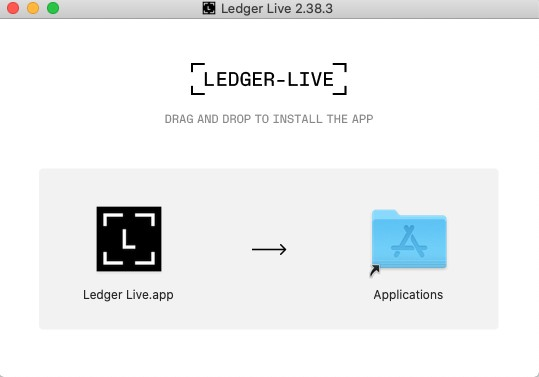 Ledger Live 2.38.3
LEDGER-LIVE
DRAG AND DROP TO INSTALL THE APP
L
Ledger Live.app
Applications